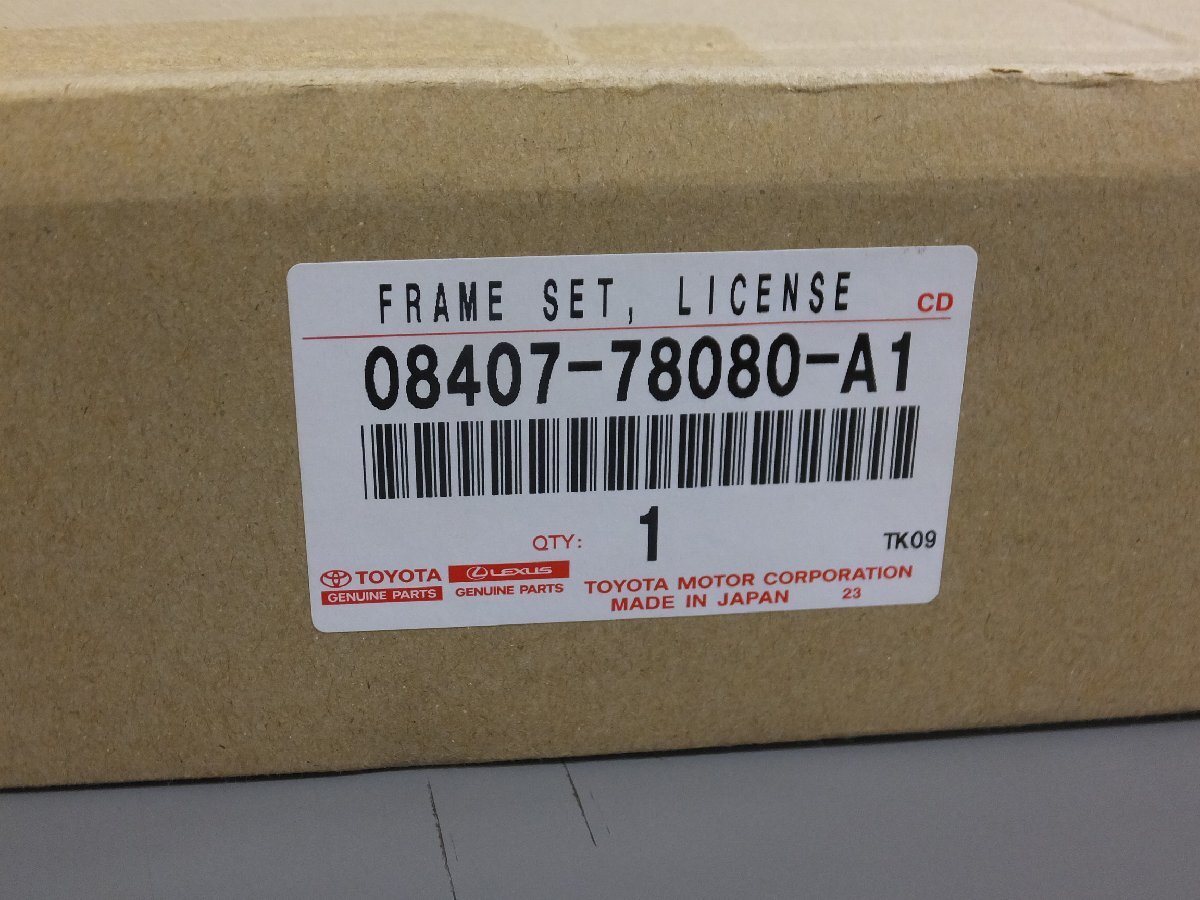 FRAME SET, LICENSE CD
08407-78080-A1
QTY: 1 TK09
TOYOTA LEXUS TOYOTA MOTOR CORPORATION
GENUINE PARTS GENUINE PARTS MADE IN JAPAN 23